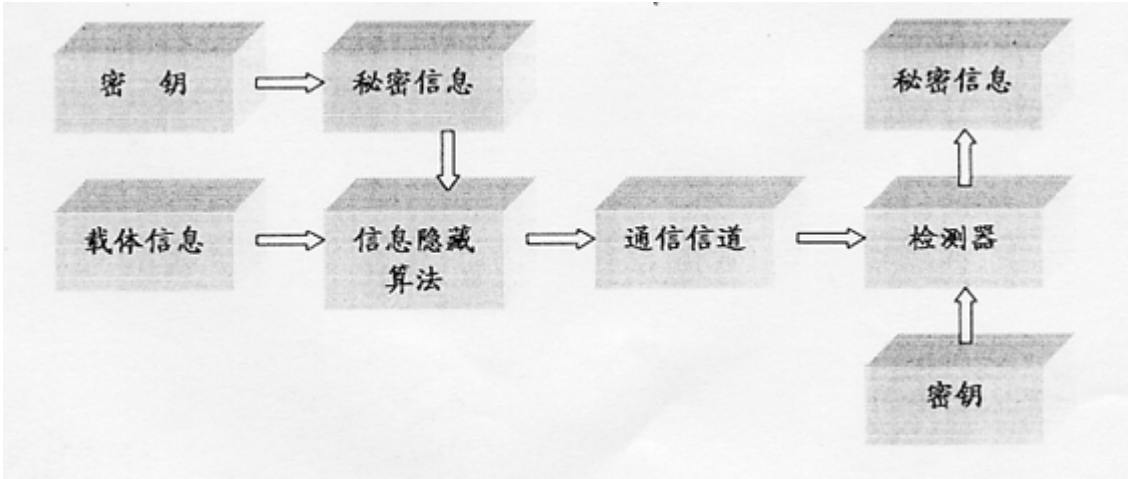 密 钥
秘密信息
秘密信息
载体信息
信息隐藏
算法
通信信道
检测器
密钥